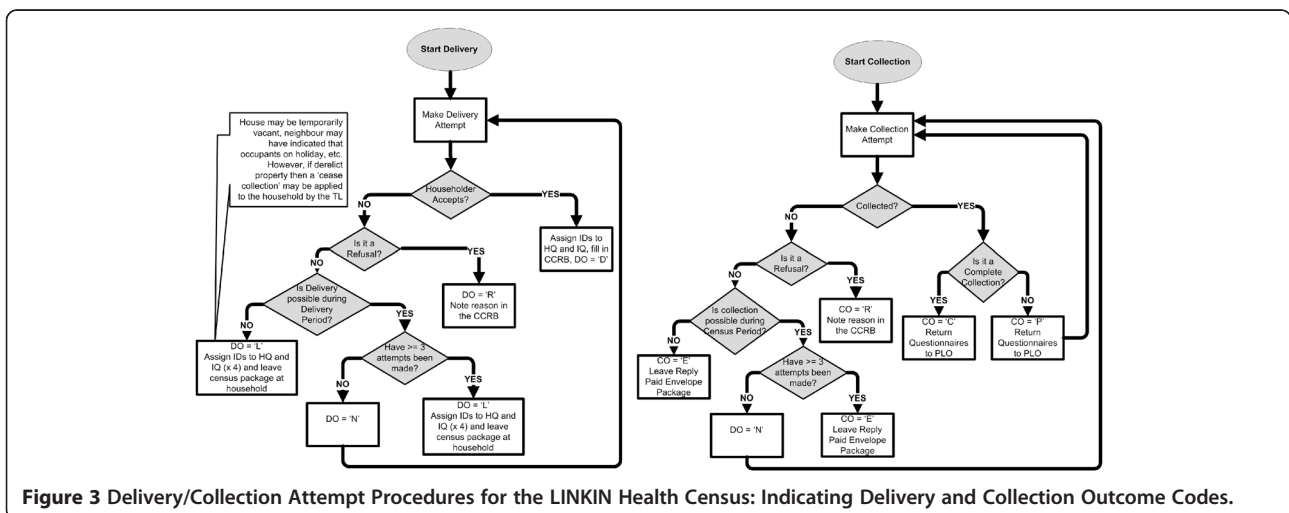 Start Delivery
Make Delivery
Attempt
House may be temporarily
vacant, neighbour may
have indicated that
occupants on holiday, etc.
However, if derelict
property then a ‘cease
collection’ may be applied
to the household by the TL
Householder
Accepts?
NO
YES
Assign IDs to
HQ and IQ, fill in
CCRB, DO = ‘D’
Is it a
Refusal?
NO
YES
DO = ‘R’
Note reason in
the CCRB
Is Delivery
possible during
Delivery
Period?
NO
YES
DO = ‘L’
Assign IDs to HQ and
IQ (x 4) and leave
census package at
household
Have >= 3
attempts been
made?
NO
YES
DO = ‘N’
DO = ‘L’
Assign IDs to HQ and
IQ (x 4) and leave
census package at
household
Start Collection
Make Collection
Attempt
Collected?
NO
YES
Is it a
Refusal?
NO
YES
CO = ‘R’
Note reason in
the CCRB
Is it a
Complete
Collection?
YES
NO
CO = ‘C’
Return
Questionnaires
to PLO
CO = ‘P’
Return
Questionnaires
to PLO
Is collection
possible during
Census Period?
NO
YES
CO = ‘E’
Leave Reply
Paid Envelope
Package
Have >= 3
attempts been
made?
NO
YES
DO = ‘N’
CO = ‘E’
Leave Reply
Paid Envelope
Package
Figure 3 Delivery/Collection Attempt Procedures for the LINKIN Health Census: Indicating Delivery and Collection Outcome Codes.